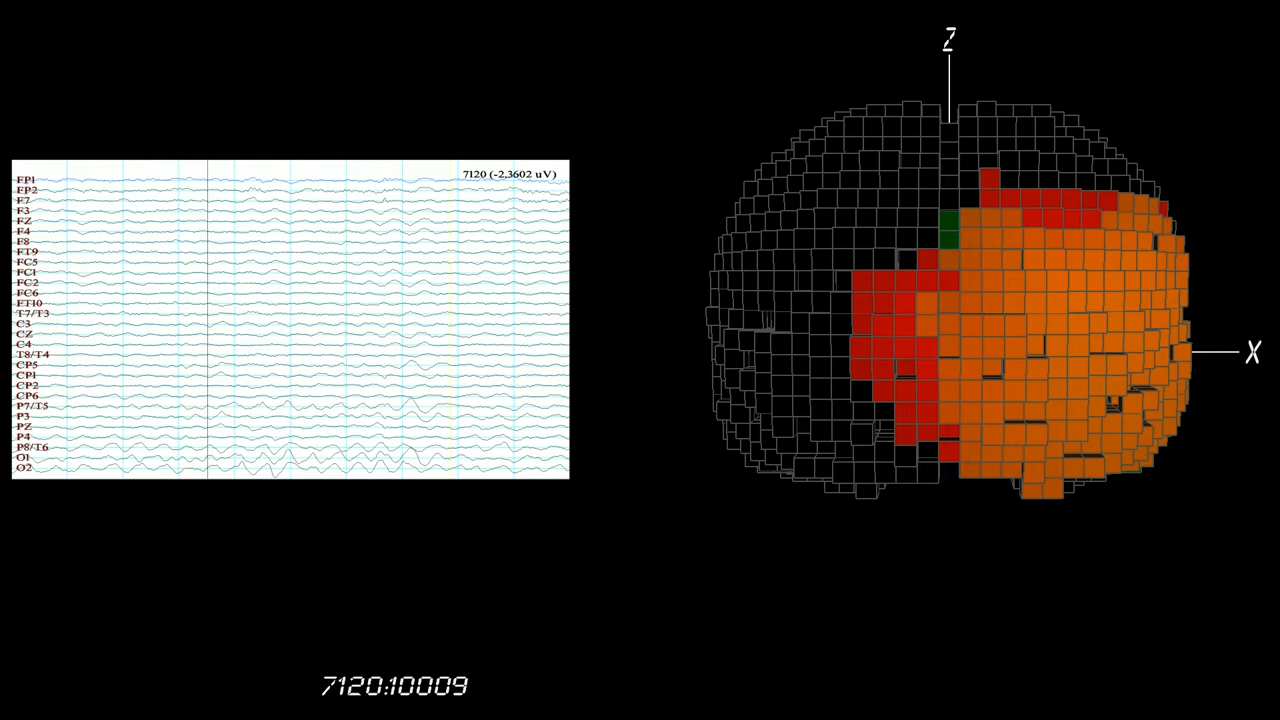 7120 (-2,3602 uV)
FP1
FP2
F7
F3
FZ
F4
F8
FT9
FC5
FC1
FC2
FC6
FT10
T7/T3
C3
CZ
C4
T8/T4
CP5
CP1
CP2
CP6
P7/T5
P3
PZ
P4
P8/T6
O1
O2
7120:10009
Z
X